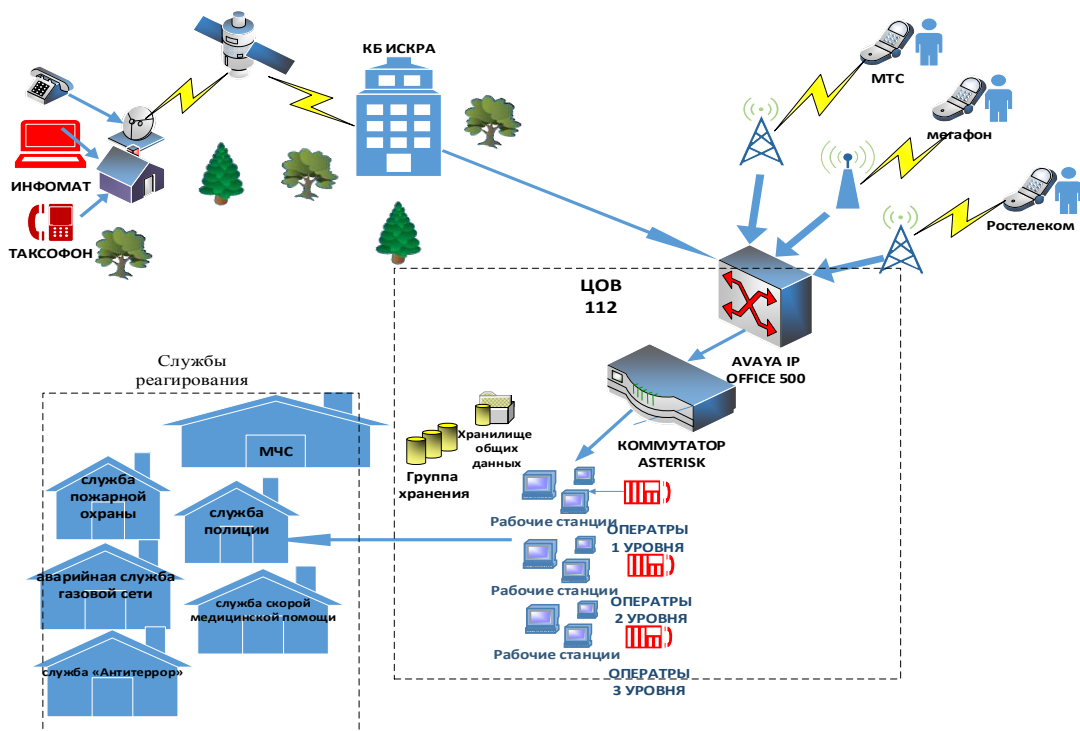 КБ ИСКРА
МТС
мегафон
Ростелеком
ИНФОМАТ
ТАКСОФОН
ЦОВ
112
AVAYA IP
OFFICE 500
КОММУТАТОР
ASTERISK
Хранилище
общих
данных
Группа
хранения
Рабочие станции
ОПЕРАТРЫ
1 УРОВНЯ
Рабочие станции
ОПЕРАТРЫ
2 УРОВНЯ
Рабочие станции
ОПЕРАТРЫ
3 УРОВНЯ
Службы
реагирования
МЧС
служба
пожарной
охраны
служба
полиции
аварийная служба
газовой сети
служба скорой
медицинской помощи
служба «Антитеррор»